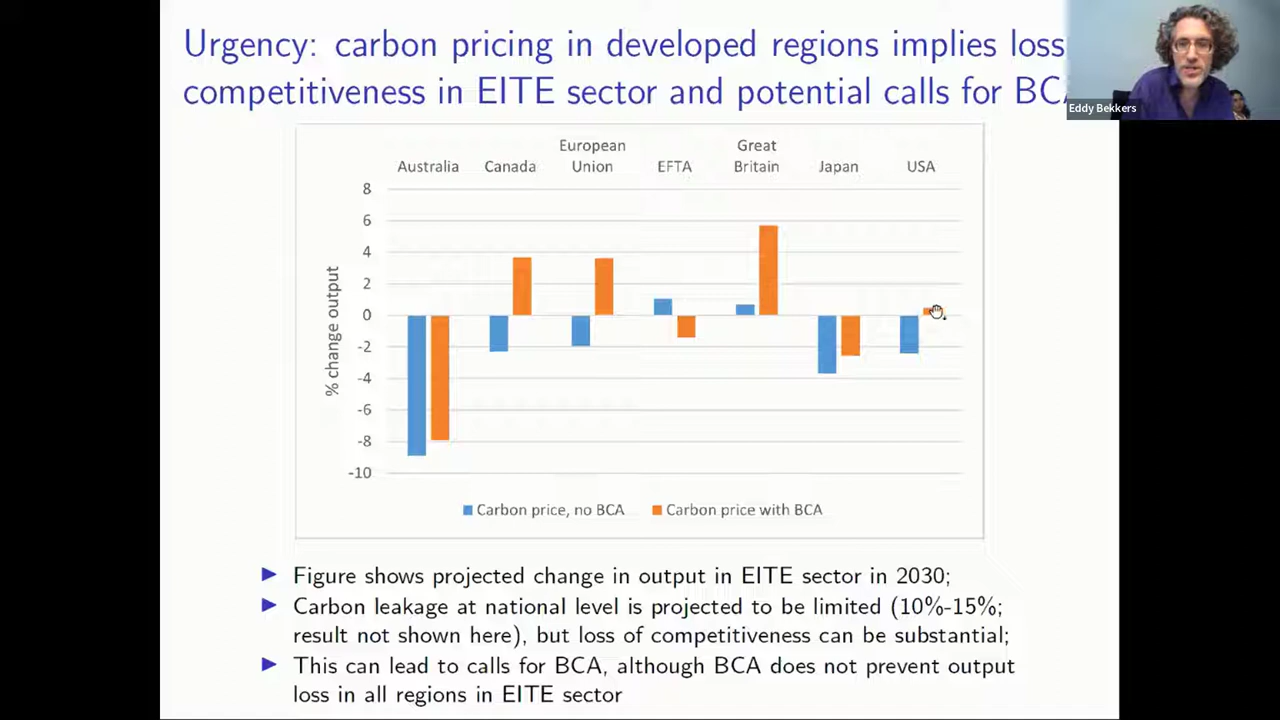 Urgency: carbon pricing in developed regions implies loss
competitiveness in EITE sector and potential calls for BC
Eddy Bekkers
Australia
Canada
European
Union
EFTA
Great
Britain
Japan
USA
% change output
8
6
4
2
0
-2
-4
-6
-8
-10
Carbon price, no BCA
Carbon price with BCA
Figure shows projected change in output in EITE sector in 2030;
Carbon leakage at national level is projected to be limited (10%-15%;
result not shown here), but loss of competitiveness can be substantial;
This can lead to calls for BCA, although BCA does not prevent output
loss in all regions in EITE sector